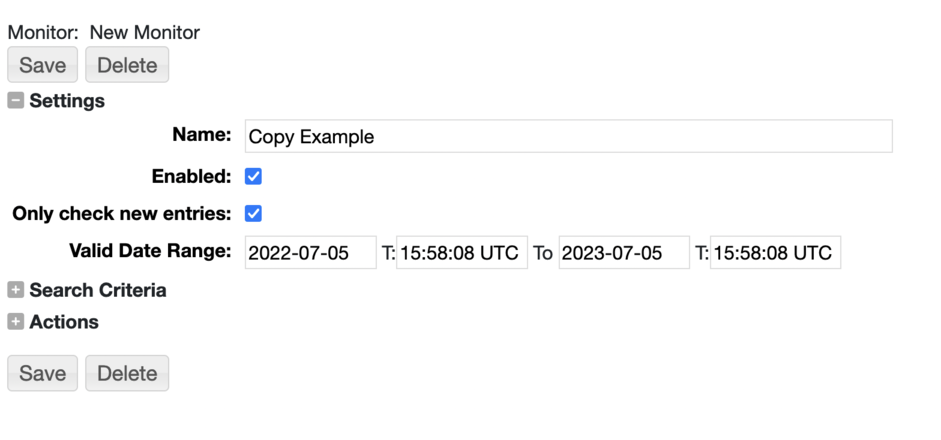 Monitor: New Monitor
Save Delete
Settings
Name: Copy Example
Enabled:
Only check new entries:
Valid Date Range: 2022-07-05 T: 15:58:08 UTC To 2023-07-05 T: 15:58:08 UTC
Search Criteria
Actions
Save Delete